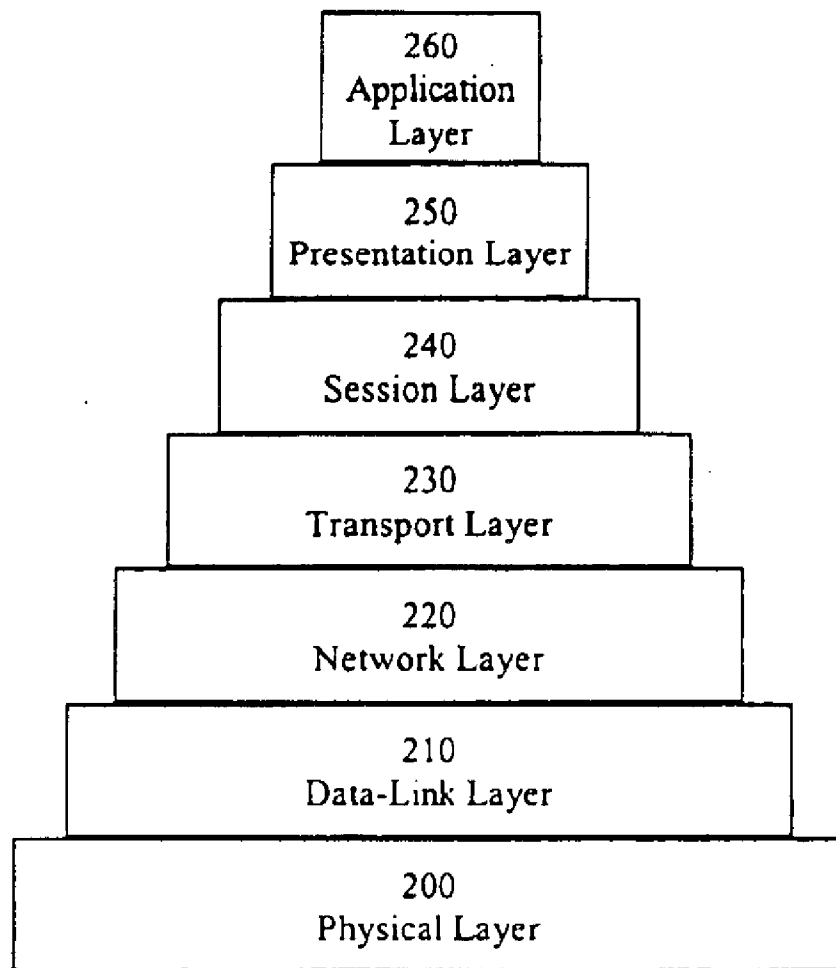 260
Application
Layer
250
Presentation Layer
240
Session Layer
230
Transport Layer
220
Network Layer
210
Data-Link Layer
200
Physical Layer